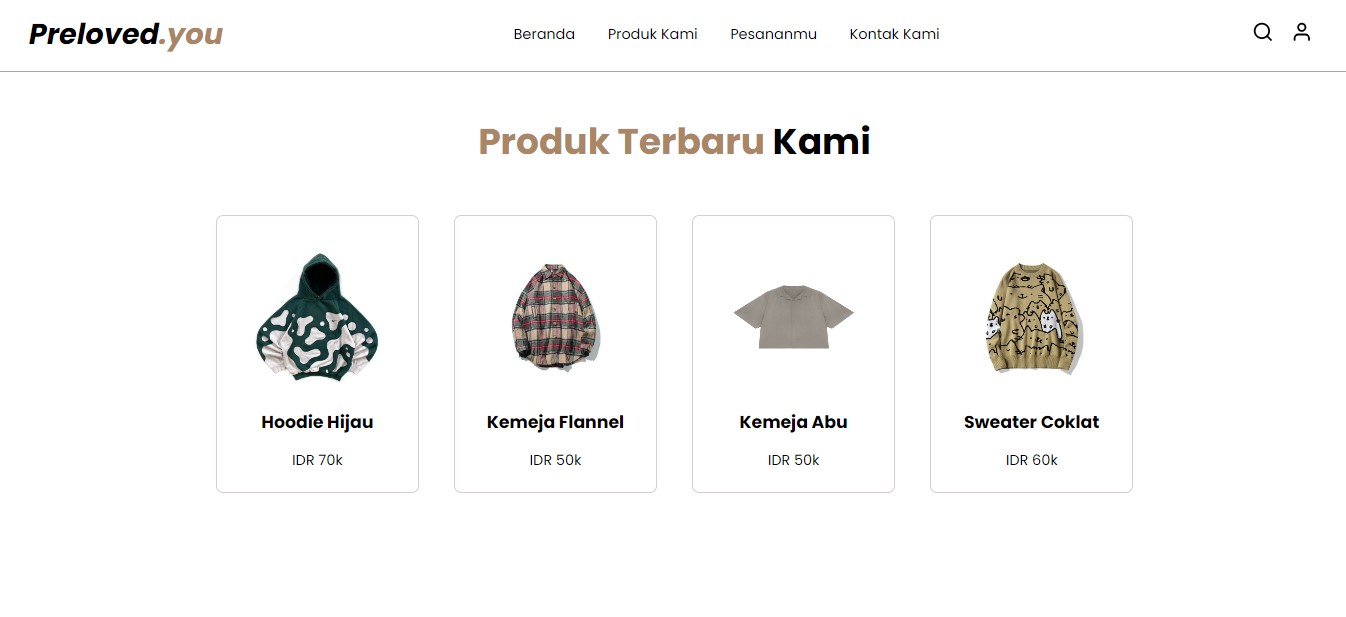 Preloved.you
Beranda Produk Kami Pesananmu Kontak Kami
Produk Terbaru Kami
Hoodie Hijau
IDR 70k
Kemeja Flannel
IDR 50k
Kemeja Abu
IDR 50k
Sweater Coklat
IDR 60k